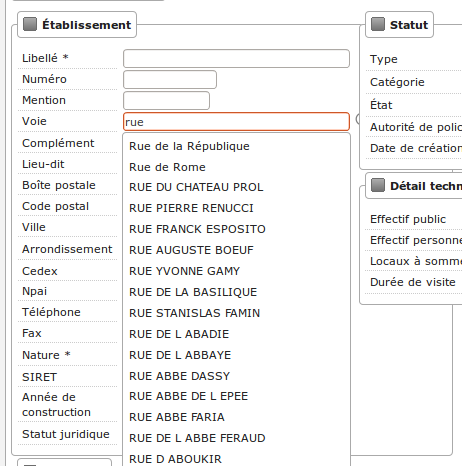 Établissement
Libellé *
Numéro
Mention
Voie
rue
Complément
Lieu-dit
Boîte postale
Code postal
Ville
Arrondissement
Cedex
Npai
Téléphone
Fax
Nature *
SIRET
Année de
construction
Statut juridique
Rue de la République
Rue de Rome
RUE DU CHATEAU PROL
RUE PIERRE RENUCCI
RUE FRANCK ESPOSITO
RUE AUGUSTE BOEUF
RUE YVONNE GAMY
RUE DE LA BASILIQUE
RUE STANISLAS FAMIN
RUE DE L ABADIE
RUE DE L ABBAYE
RUE ABBE DASSY
RUE ABBE DE L EPEE
RUE ABBE FARIA
RUE DE L ABBE FERAUD
RUE D ABOUKIR
Statut
Type
Catégorie
État
Autorité de polic
Date de création
Détail techn
Effectif public
Effectif personne
Locaux à somme
Durée de visite